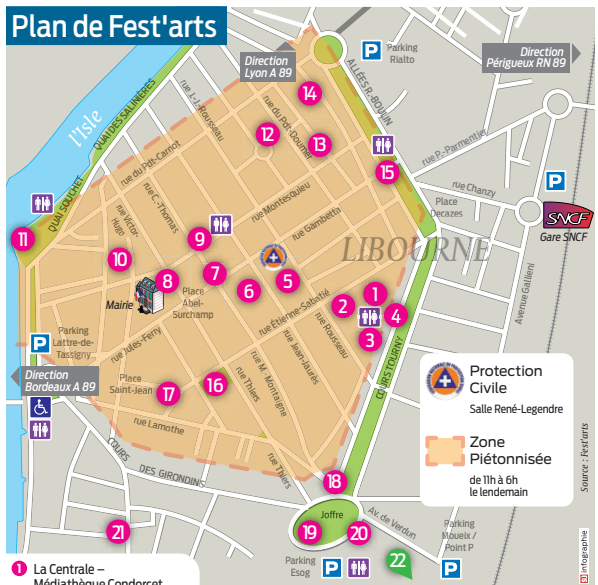 Plan de Fest'arts
Direction
Lyon A 89
P
Parking
Rialto
Direction
Périgueux RN 89
l'Isle
QUAI DES SALINIÈRES
QUAI SOUCHET
rue J.-J.-Rousseau
rue du Pdt-Doumer
rue du Pdt-Carnot
ALLÉES R.-BOULIN
rue P.-Parmentier
rue Chanzy
Place
Decazes
P
SNCF
Gare SNCF
Avenue Gallieni
14
12
13
15
11
10
9
8
7
6
5
2
1
4
3
rue Victor-
Hugo
rue C.-Thomas
rue Montesquieu
rue Gambetta
LIBOURNE
Mairie
Place
Abel-
Surchamp
rue Étienne-Sabatié
rue Rousseau
rue Jean-Jaurès
rue Jules-Ferry
rue M. Montaigne
rue Thiers
COURS TOURNY
Parking
Lattre-de-
Tassigny
P
Direction
Bordeaux A 89
Place
Saint-Jean
17
16
rue Lamothe
COURS
DES GIRONDINS
rue Thiers
18
Joffre
19
20
21
22
Av. de Verdun
Parking
Esog
P
Parking
Moueix /
Point P
P
Protection
Civile
Salle René-Legendre
Zone
Piétonnisée
de 11h à 6h
le lendemain
Source : Fest'arts
infographie
1 La Centrale –
Médiathèque Condorcet